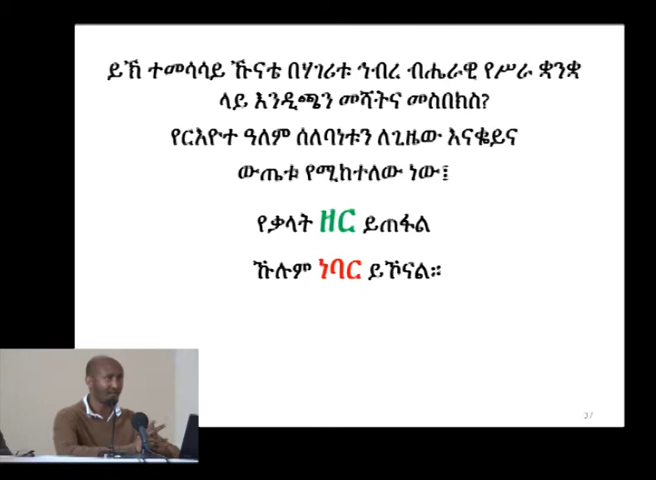 ይኽ ተመሳሳይ ኹናቴ በሃገሪቱ ኅብረ ብሔራዊ የሥራ ቋንቋ
ላይ እንዲጫን መሻትና መስበክስ?
የርእዮተ ዓለም ሰለባነቱን ለጊዜው እናቈይና
ውጤቱ የሚከተለው ነው፤
የቃላት ዘር ይጠፋል
ኹሉም ነባር ይኾናል።
37